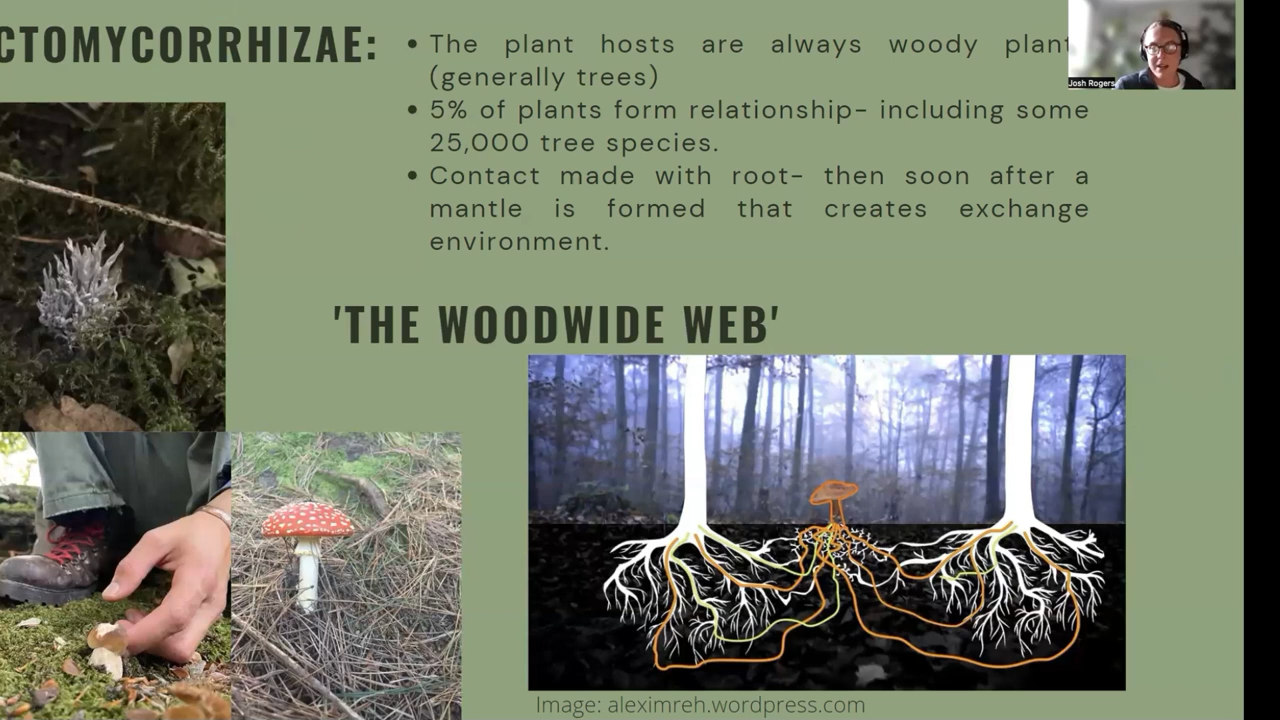 CTOMYCORRHIZAE:
• The plant hosts are always woody plant
(generally trees)
• 5% of plants form relationship- including some
25,000 tree species.
• Contact made with root- then soon after a
mantle is formed that creates exchange
environment.
Josh Rogers
'THE WOODWIDE WEB'
Image: aleximreh.wordpress.com